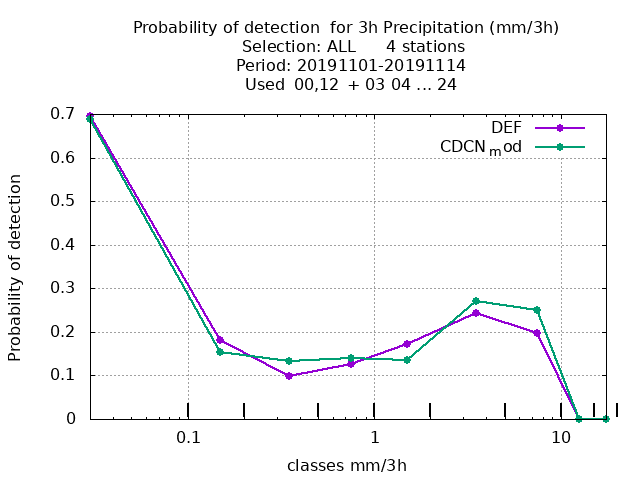 Probability of detection  for 3h Precipitation (mm/3h)
Selection: ALL      4 stations
Period: 20191101-20191114
Used  00,12  + 03 04 ... 24
DEF
CDCNmod
Probability of detection
0.7
0.6
0.5
0.4
0.3
0.2
0.1
0
0.1 1 10
classes mm/3h